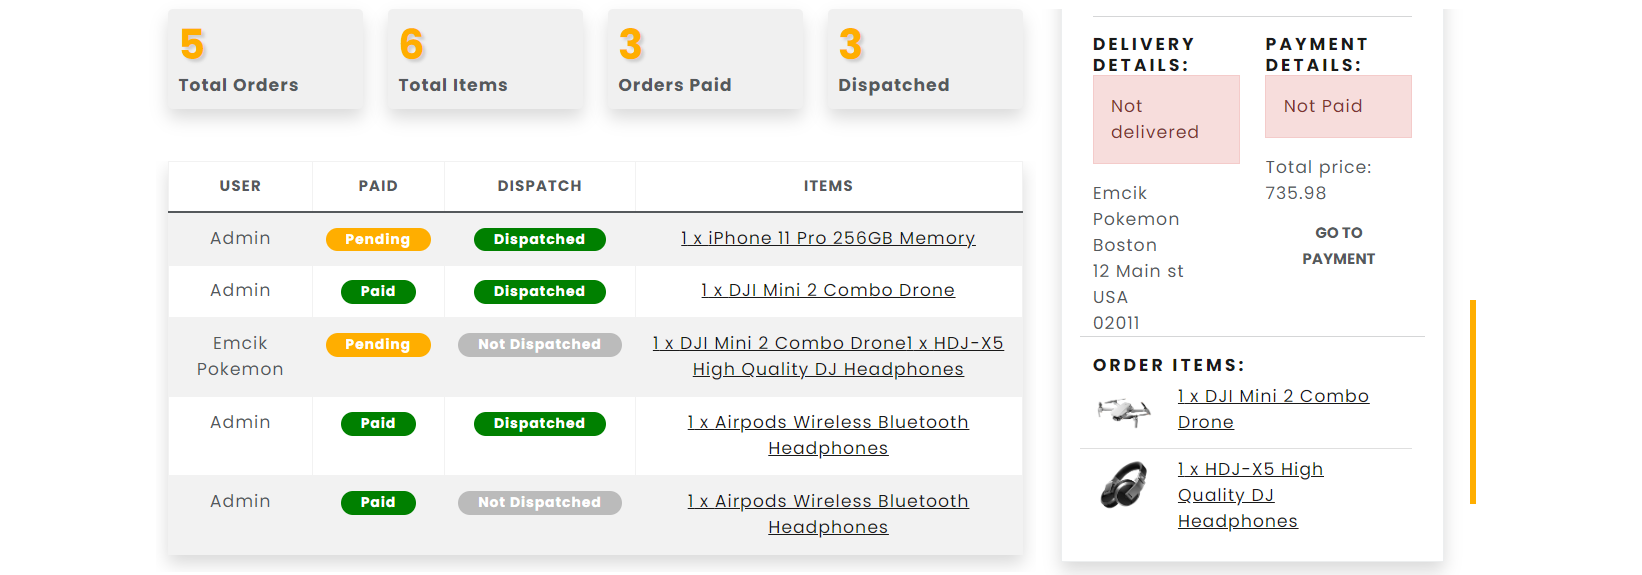 5
Total Orders
6
Total Items
3
Orders Paid
3
Dispatched
USER PAID DISPATCH ITEMS
Admin Pending Dispatched 1 x iPhone 11 Pro 256GB Memory
Admin Paid Dispatched 1 x DJI Mini 2 Combo Drone
Emcik Pending Not Dispatched 1 x DJI Mini 2 Combo Drone1 x HDJ-X5
Pokemon High Quality DJ Headphones
Admin Paid Dispatched 1 x Airpods Wireless Bluetooth
Headphones
Admin Paid Not Dispatched 1 x Airpods Wireless Bluetooth
Headphones
DELIVERY
DETAILS:
Not
delivered
Emcik
Pokemon
Boston
12 Main st
USA
02011
PAYMENT
DETAILS:
Not Paid
Total price:
735.98
GO TO
PAYMENT
ORDER ITEMS:
1 x DJI Mini 2 Combo
Drone
1 x HDJ-X5 High
Quality DJ
Headphones